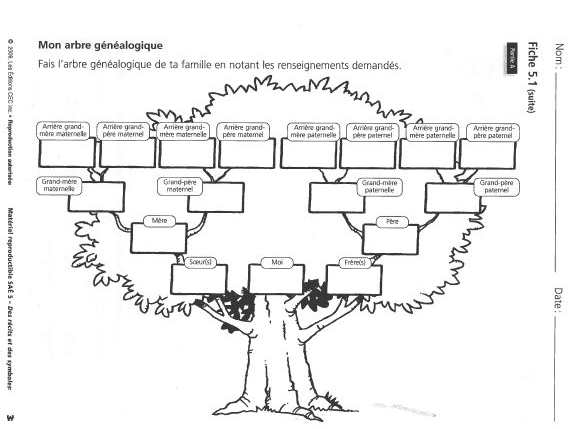 Nom :
Date :
Fiche 5.1 (suite)
Partie A
Mon arbre généalogique
Fais l'arbre généalogique de ta famille en notant les renseignements demandés.
Arrière grand-
mère maternelle
Arrière grand-
père maternel
Arrière grand-
mère maternelle
Arrière grand-
père maternel
Arrière grand-
mère paternelle
Arrière grand-
père paternel
Arrière grand-
mère paternelle
Arrière grand-
père paternel
Grand-mère
maternelle
Grand-père
maternel
Grand-mère
paternelle
Grand-père
paternel
Mère
Père
Sœur(s)
Moi
Frère(s)
Les Éditions CEC inc. • Reproduction autorisée
Matériel reproductible SAÉ 5 – Des récits et des symboles
3